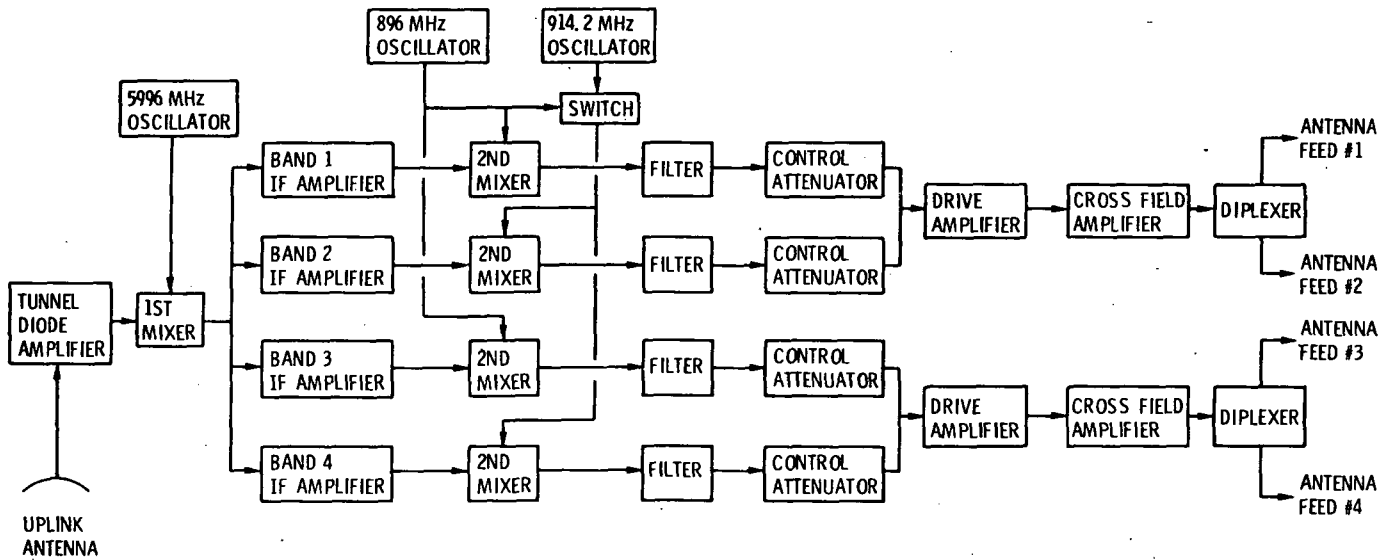 896 MHz
OSCILLATOR
914.2 MHz
OSCILLATOR
5996 MHz
OSCILLATOR
SWITCH
BAND 1
IF AMPLIFIER
2ND
MIXER
FILTER
CONTROL
ATTENUATOR
BAND 2
IF AMPLIFIER
2ND
MIXER
FILTER
CONTROL
ATTENUATOR
DRIVE
AMPLIFIER
CROSS FIELD
AMPLIFIER
DIPLEXER
ANTENNA
FEED #1
ANTENNA
FEED #2
TUNNEL
DIODE
AMPLIFIER
1ST
MIXER
BAND 3
IF AMPLIFIER
2ND
MIXER
FILTER
CONTROL
ATTENUATOR
BAND 4
IF AMPLIFIER
2ND
MIXER
FILTER
CONTROL
ATTENUATOR
DRIVE
AMPLIFIER
CROSS FIELD
AMPLIFIER
DIPLEXER
ANTENNA
FEED #3
ANTENNA
FEED #4
UPLINK
ANTENNA